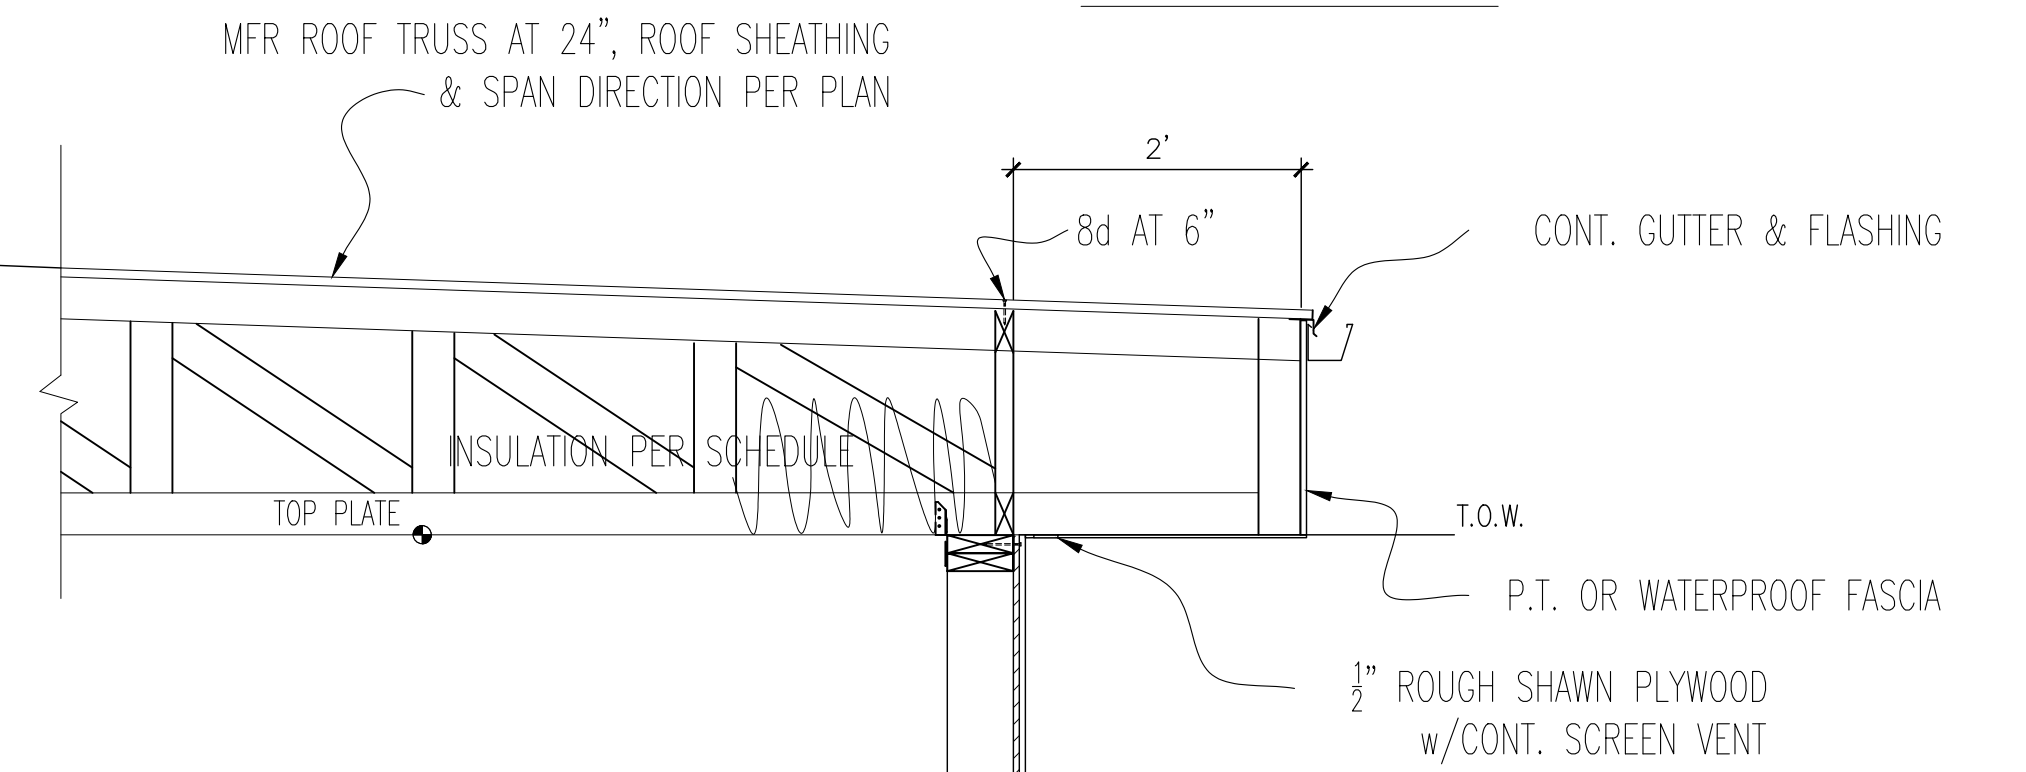 MFR ROOF TRUSS AT 24", ROOF SHEATHING
& SPAN DIRECTION PER PLAN
2'
8d AT 6"
CONT. GUTTER & FLASHING
INSULATION PER SCHEDULE
TOP PLATE
T.O.W.
P.T. OR WATERPROOF FASCIA
1/2" ROUGH SHAWN PLYWOOD
w/CONT. SCREEN VENT